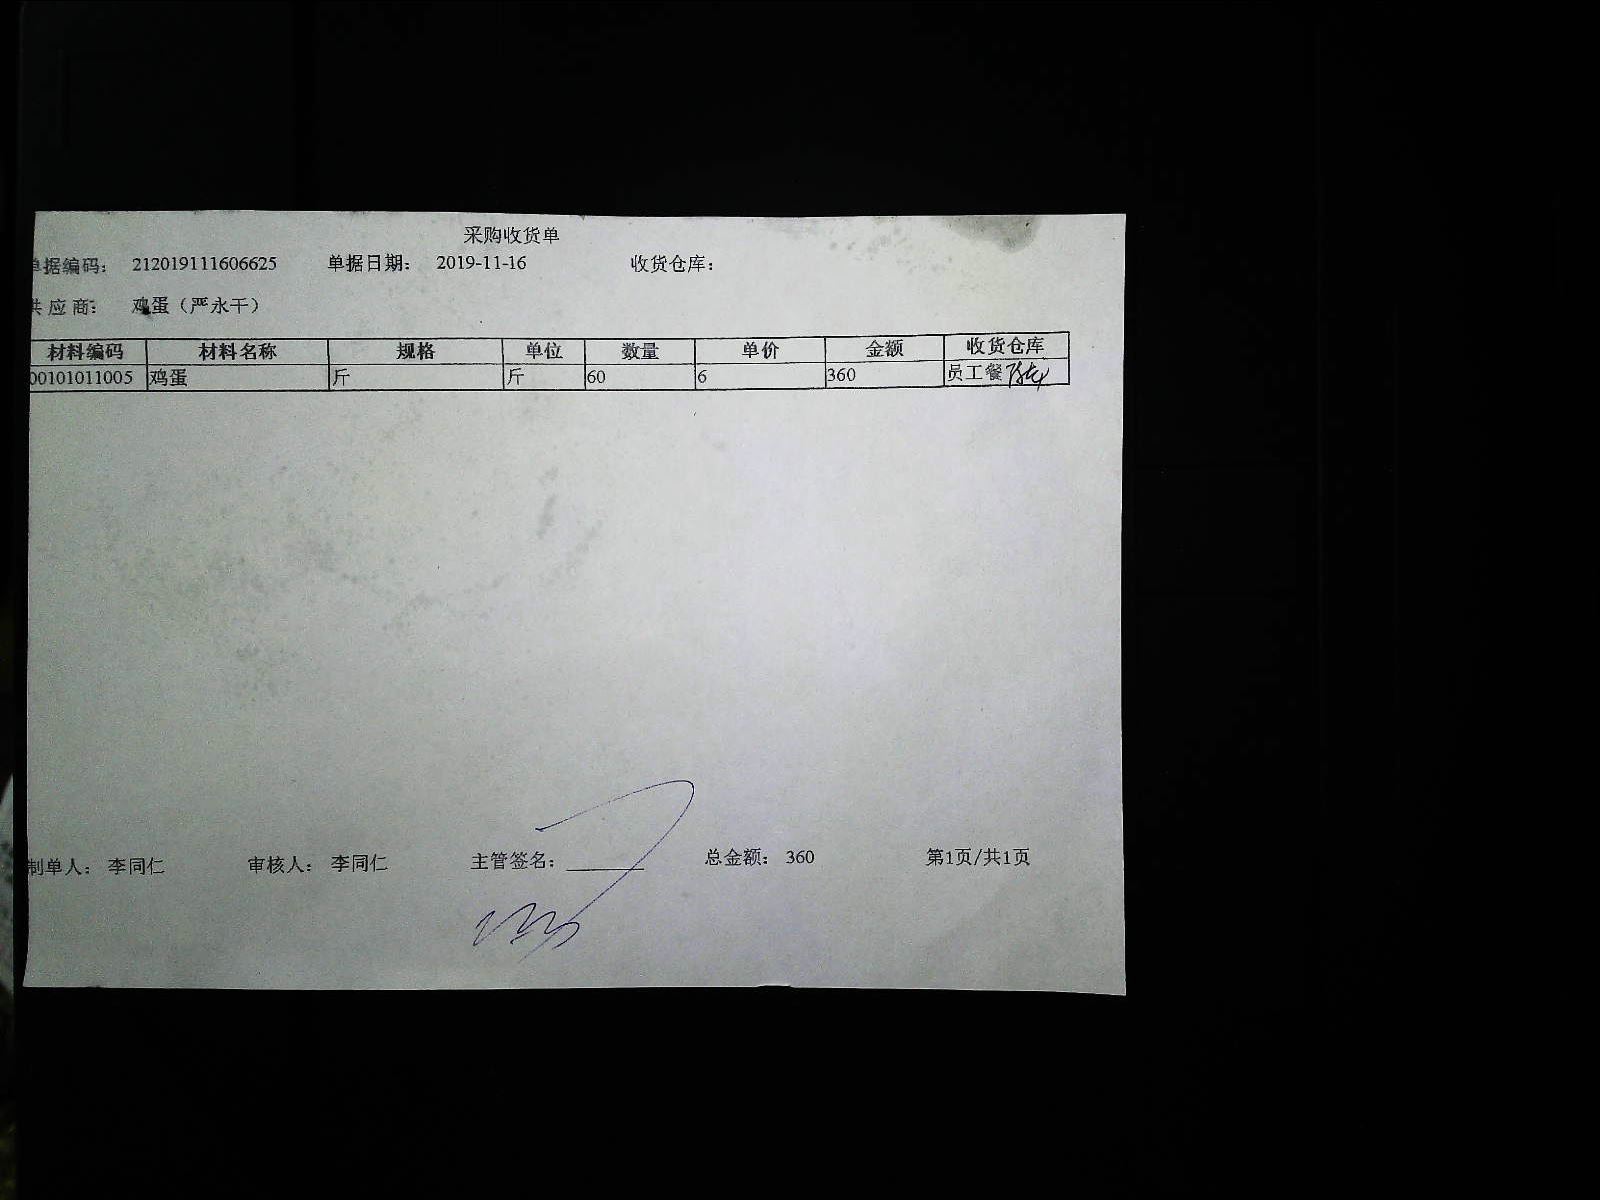 采购收货单
单据编码： 212019111606625 单据日期： 2019-11-16 收货仓库：
供应商： 鸡蛋（严永干）
材料编码 材料名称 规格 单位 数量 单价 金额 收货仓库
00101011005 鸡蛋 斤 斤 60 6 360 员工餐
制单人： 李同仁 审核人： 李同仁 主管签名： 总金额： 360 第1页/共1页